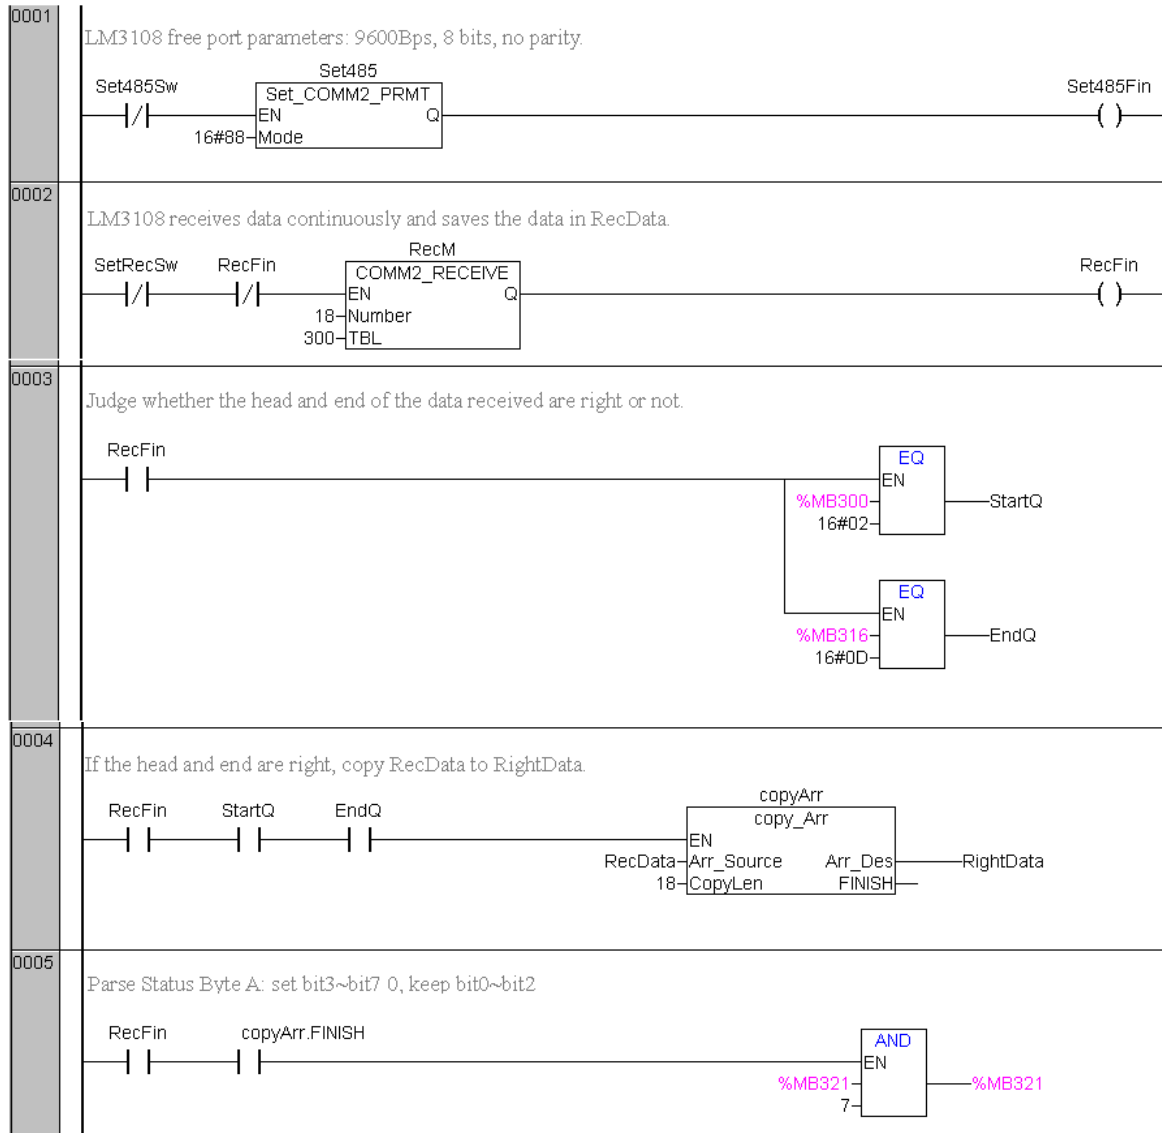 0001
LM3108 free port parameters: 9600Bps, 8 bits, no parity.
Set485
Set485Sw
Set_COMM2_PRMT
Set485Fin
EN
Q
16#88
Mode
0002
LM3108 receives data continuously and saves the data in RecData.
RecM
SetRecSw
RecFin
COMM2_RECEIVE
RecFin
EN
Q
18
Number
300
TBL
0003
Judge whether the head and end of the data received are right or not.
RecFin
EQ
EN
%MB300
StartQ
16#02
EQ
EN
%MB316
EndQ
16#0D
0004
If the head and end are right, copy RecData to RightData.
copyArr
RecFin
StartQ
EndQ
copy_Arr
EN
RecData
Arr_Source
Arr_Des
RightData
18
CopyLen
FINISH
0005
Parse Status Byte A: set bit3~bit7 0, keep bit0~bit2
RecFin
copyArr.FINISH
AND
EN
%MB321
%MB321
7